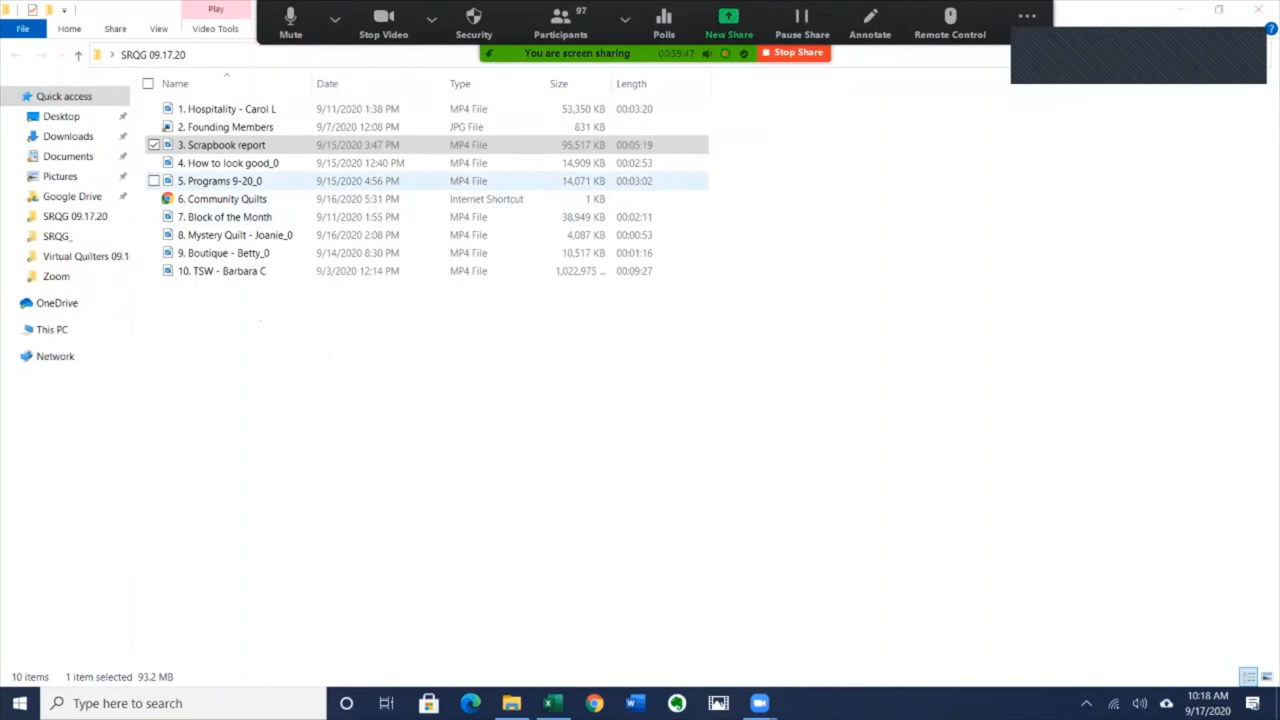 Play
97
File
Home
Share
View
Video Tools
Mute
Stop Video
Security
Participants
Polls
New Share
Pause Share
Annotate
Remote Control
SRQG 09.17.20
You are screen sharing
00:59:47
Stop Share
Name
Date
Type
Size
Length
Quick access
Desktop
Downloads
Documents
Pictures
Google Drive
SRQG 09.17.20
SRQG_
Virtual Quilters 09.1
Zoom
OneDrive
This PC
Network
1. Hospitality - Carol L 9/11/2020 1:38 PM MP4 File 53,350 KB 00:03:20
2. Founding Members 9/7/2020 12:08 PM JPG File 831 KB
3. Scrapbook report 9/15/2020 3:47 PM MP4 File 95,517 KB 00:05:19
4. How to look good_0 9/15/2020 12:40 PM MP4 File 14,909 KB 00:02:53
5. Programs 9-20_0 9/15/2020 4:56 PM MP4 File 14,071 KB 00:03:02
6. Community Quilts 9/16/2020 5:31 PM Internet Shortcut 1 KB
7. Block of the Month 9/11/2020 1:55 PM MP4 File 38,949 KB 00:02:11
8. Mystery Quilt - Joanie_0 9/16/2020 2:08 PM MP4 File 4,087 KB 00:00:53
9. Boutique - Betty_0 9/14/2020 8:30 PM MP4 File 10,517 KB 00:01:16
10. TSW - Barbara C 9/3/2020 12:14 PM MP4 File 1,022,975 ... 00:09:27
10 items 1 item selected 93.2 MB
Type here to search
10:18 AM
9/17/2020